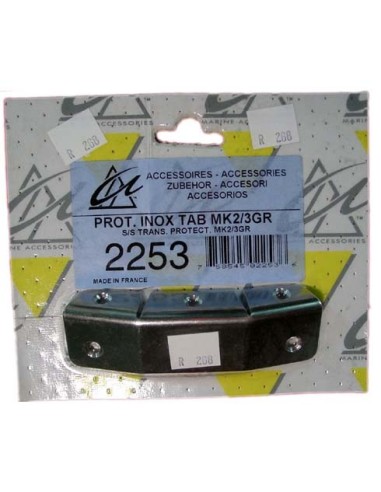 MARINE ACCESSORIES
R 208
R 208
ACCESSOIRES - ACCESSORIES
ZUBEHOR - ACCESORI
ACCESORIOS
PROT. INOX TAB MK2/3GR
S/S TRANS. PROTECT. MK2/3GR
2253
MADE IN FRANCE
R 208